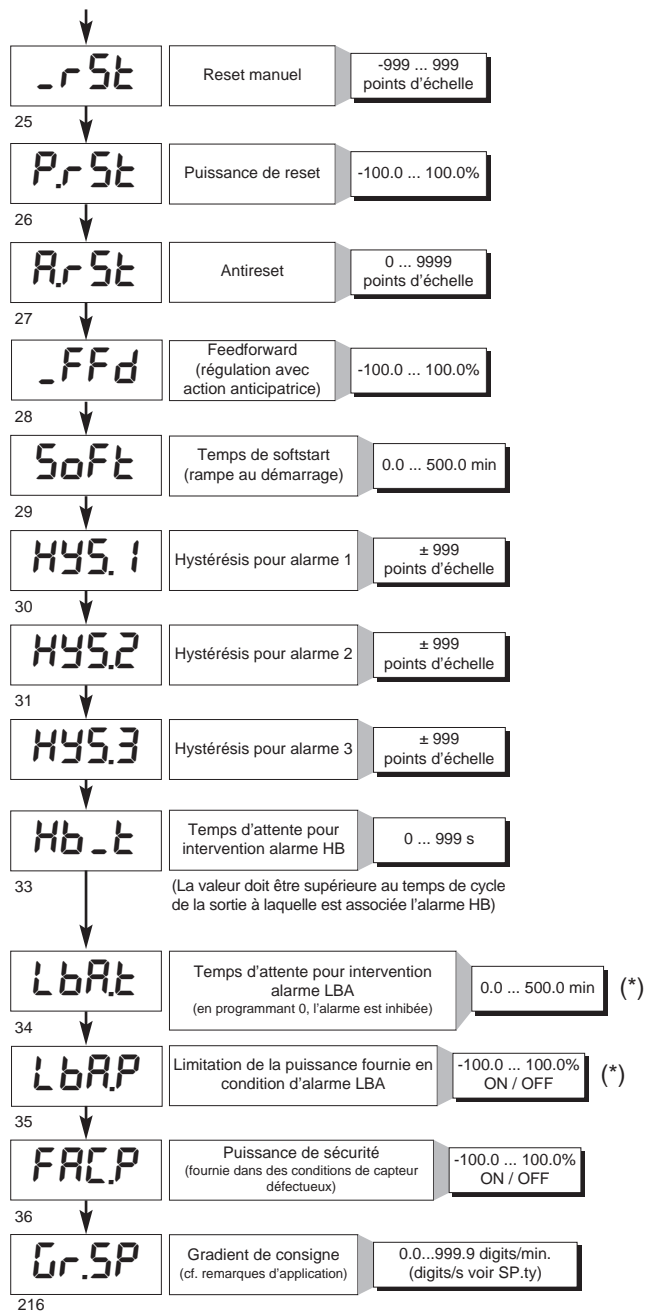 _rSt
Reset manuel
-999 ... 999
points d'échelle
25
P.rSt
Puissance de reset
-100.0 ... 100.0%
26
A.rSt
Antireset
0 ... 9999
points d'échelle
27
_FFd
Feedforward
(régulation avec
action anticipatrice)
-100.0 ... 100.0%
28
SoFt
Temps de softstart
(rampe au démarrage)
0.0 ... 500.0 min
29
HYS.1
Hystérésis pour alarme 1
± 999
points d'échelle
30
HYS.2
Hystérésis pour alarme 2
± 999
points d'échelle
31
HYS.3
Hystérésis pour alarme 3
± 999
points d'échelle
Hb_t
Temps d'attente pour
intervention alarme HB
0 ... 999 s
33
(La valeur doit être supérieure au temps de cycle
de la sortie à laquelle est associée l'alarme HB)
LbA.t
Temps d'attente pour intervention
alarme LBA
(en programmant 0, l'alarme est inhibée)
0.0 ... 500.0 min
(*)
34
LbA.P
Limitation de la puissance fournie en
condition d'alarme LBA
-100.0 ... 100.0%
ON / OFF
(*)
35
FAC.P
Puissance de sécurité
(fournie dans des conditions de capteur
défectueux)
-100.0 ... 100.0%
ON / OFF
36
Gr.SP
Gradient de consigne
(cf. remarques d'application)
0.0...999.9 digits/min.
(digits/s voir SP.ty)
216